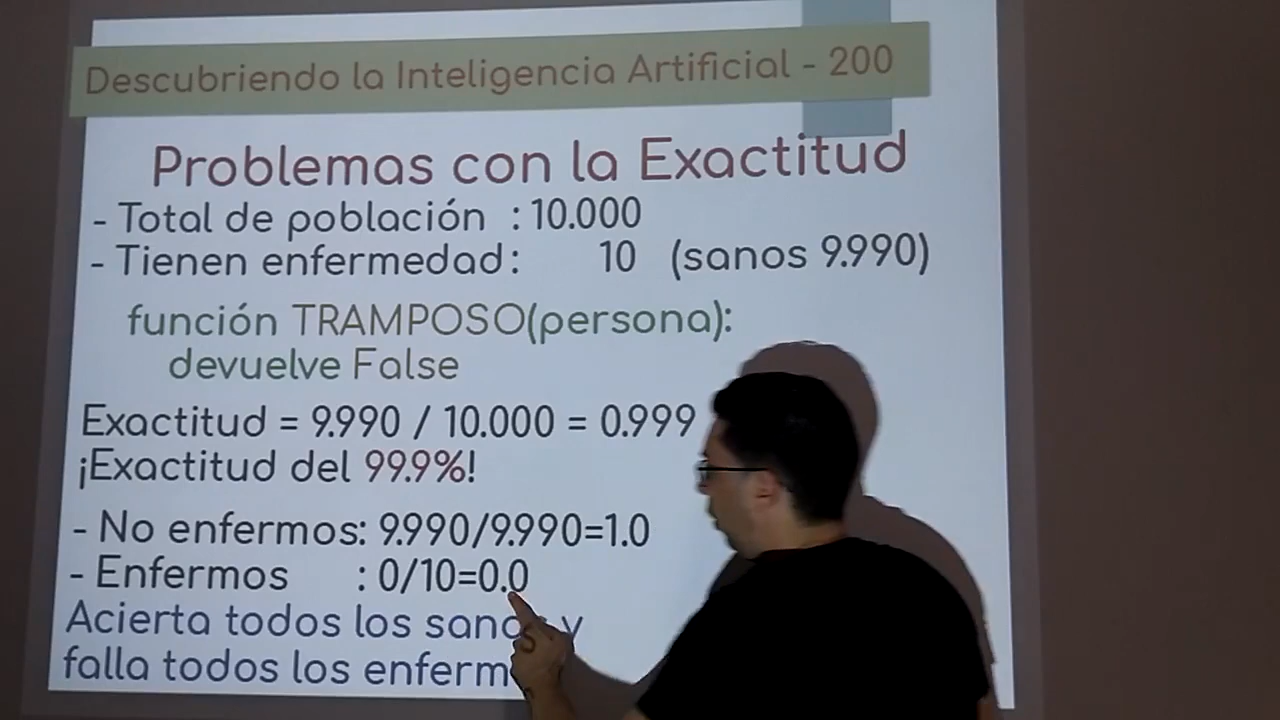 Descubriendo la Inteligencia Artificial - 200
Problemas con la Exactitud
- Total de población : 10.000
- Tienen enfermedad: 10 (sanos 9.990)
función TRAMPOSO(persona):
devuelve False
Exactitud = 9.990 / 10.000 = 0.999
¡Exactitud del 99.9%!
- No enfermos: 9.990/9.990=1.0
- Enfermos : 0/10=0.0
Acierta todos los y
falla todos los